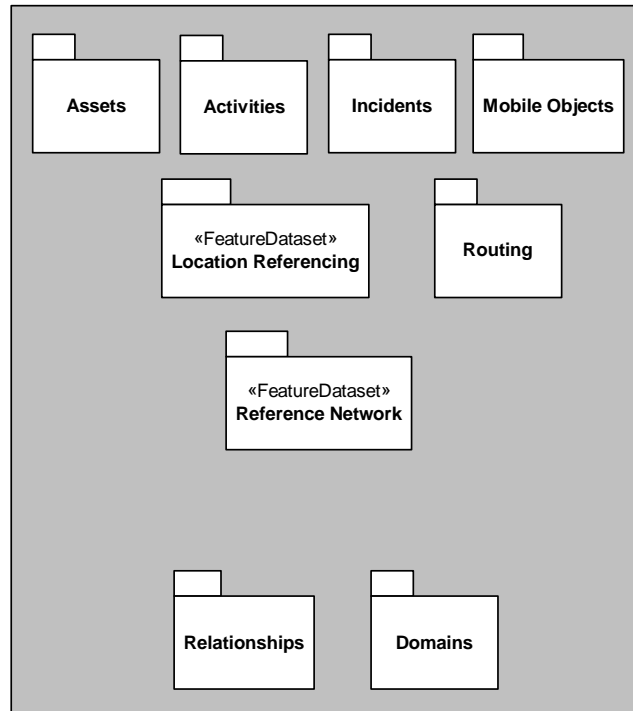 Assets
Activities
Incidents
Mobile Objects
«FeatureDataset»
Location Referencing
Routing
«FeatureDataset»
Reference Network
Relationships
Domains